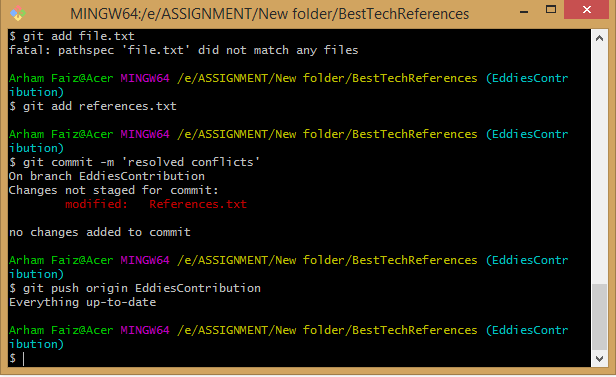 MINGW64:/e/ASSIGNMENT/New folder/BestTechReferences
$ git add file.txt
fatal: pathspec 'file.txt' did not match any files
Arham Faiz@Acer MINGW64 /e/ASSIGNMENT/New folder/BestTechReferences (EddiesContr
ibution)
$ git add references.txt
Arham Faiz@Acer MINGW64 /e/ASSIGNMENT/New folder/BestTechReferences (EddiesContr
ibution)
$ git commit -m 'resolved conflicts'
On branch EddiesContribution
Changes not staged for commit:
modified:   References.txt
no changes added to commit
Arham Faiz@Acer MINGW64 /e/ASSIGNMENT/New folder/BestTechReferences (EddiesContr
ibution)
$ git push origin EddiesContribution
Everything up-to-date
Arham Faiz@Acer MINGW64 /e/ASSIGNMENT/New folder/BestTechReferences (EddiesContr
ibution)
$